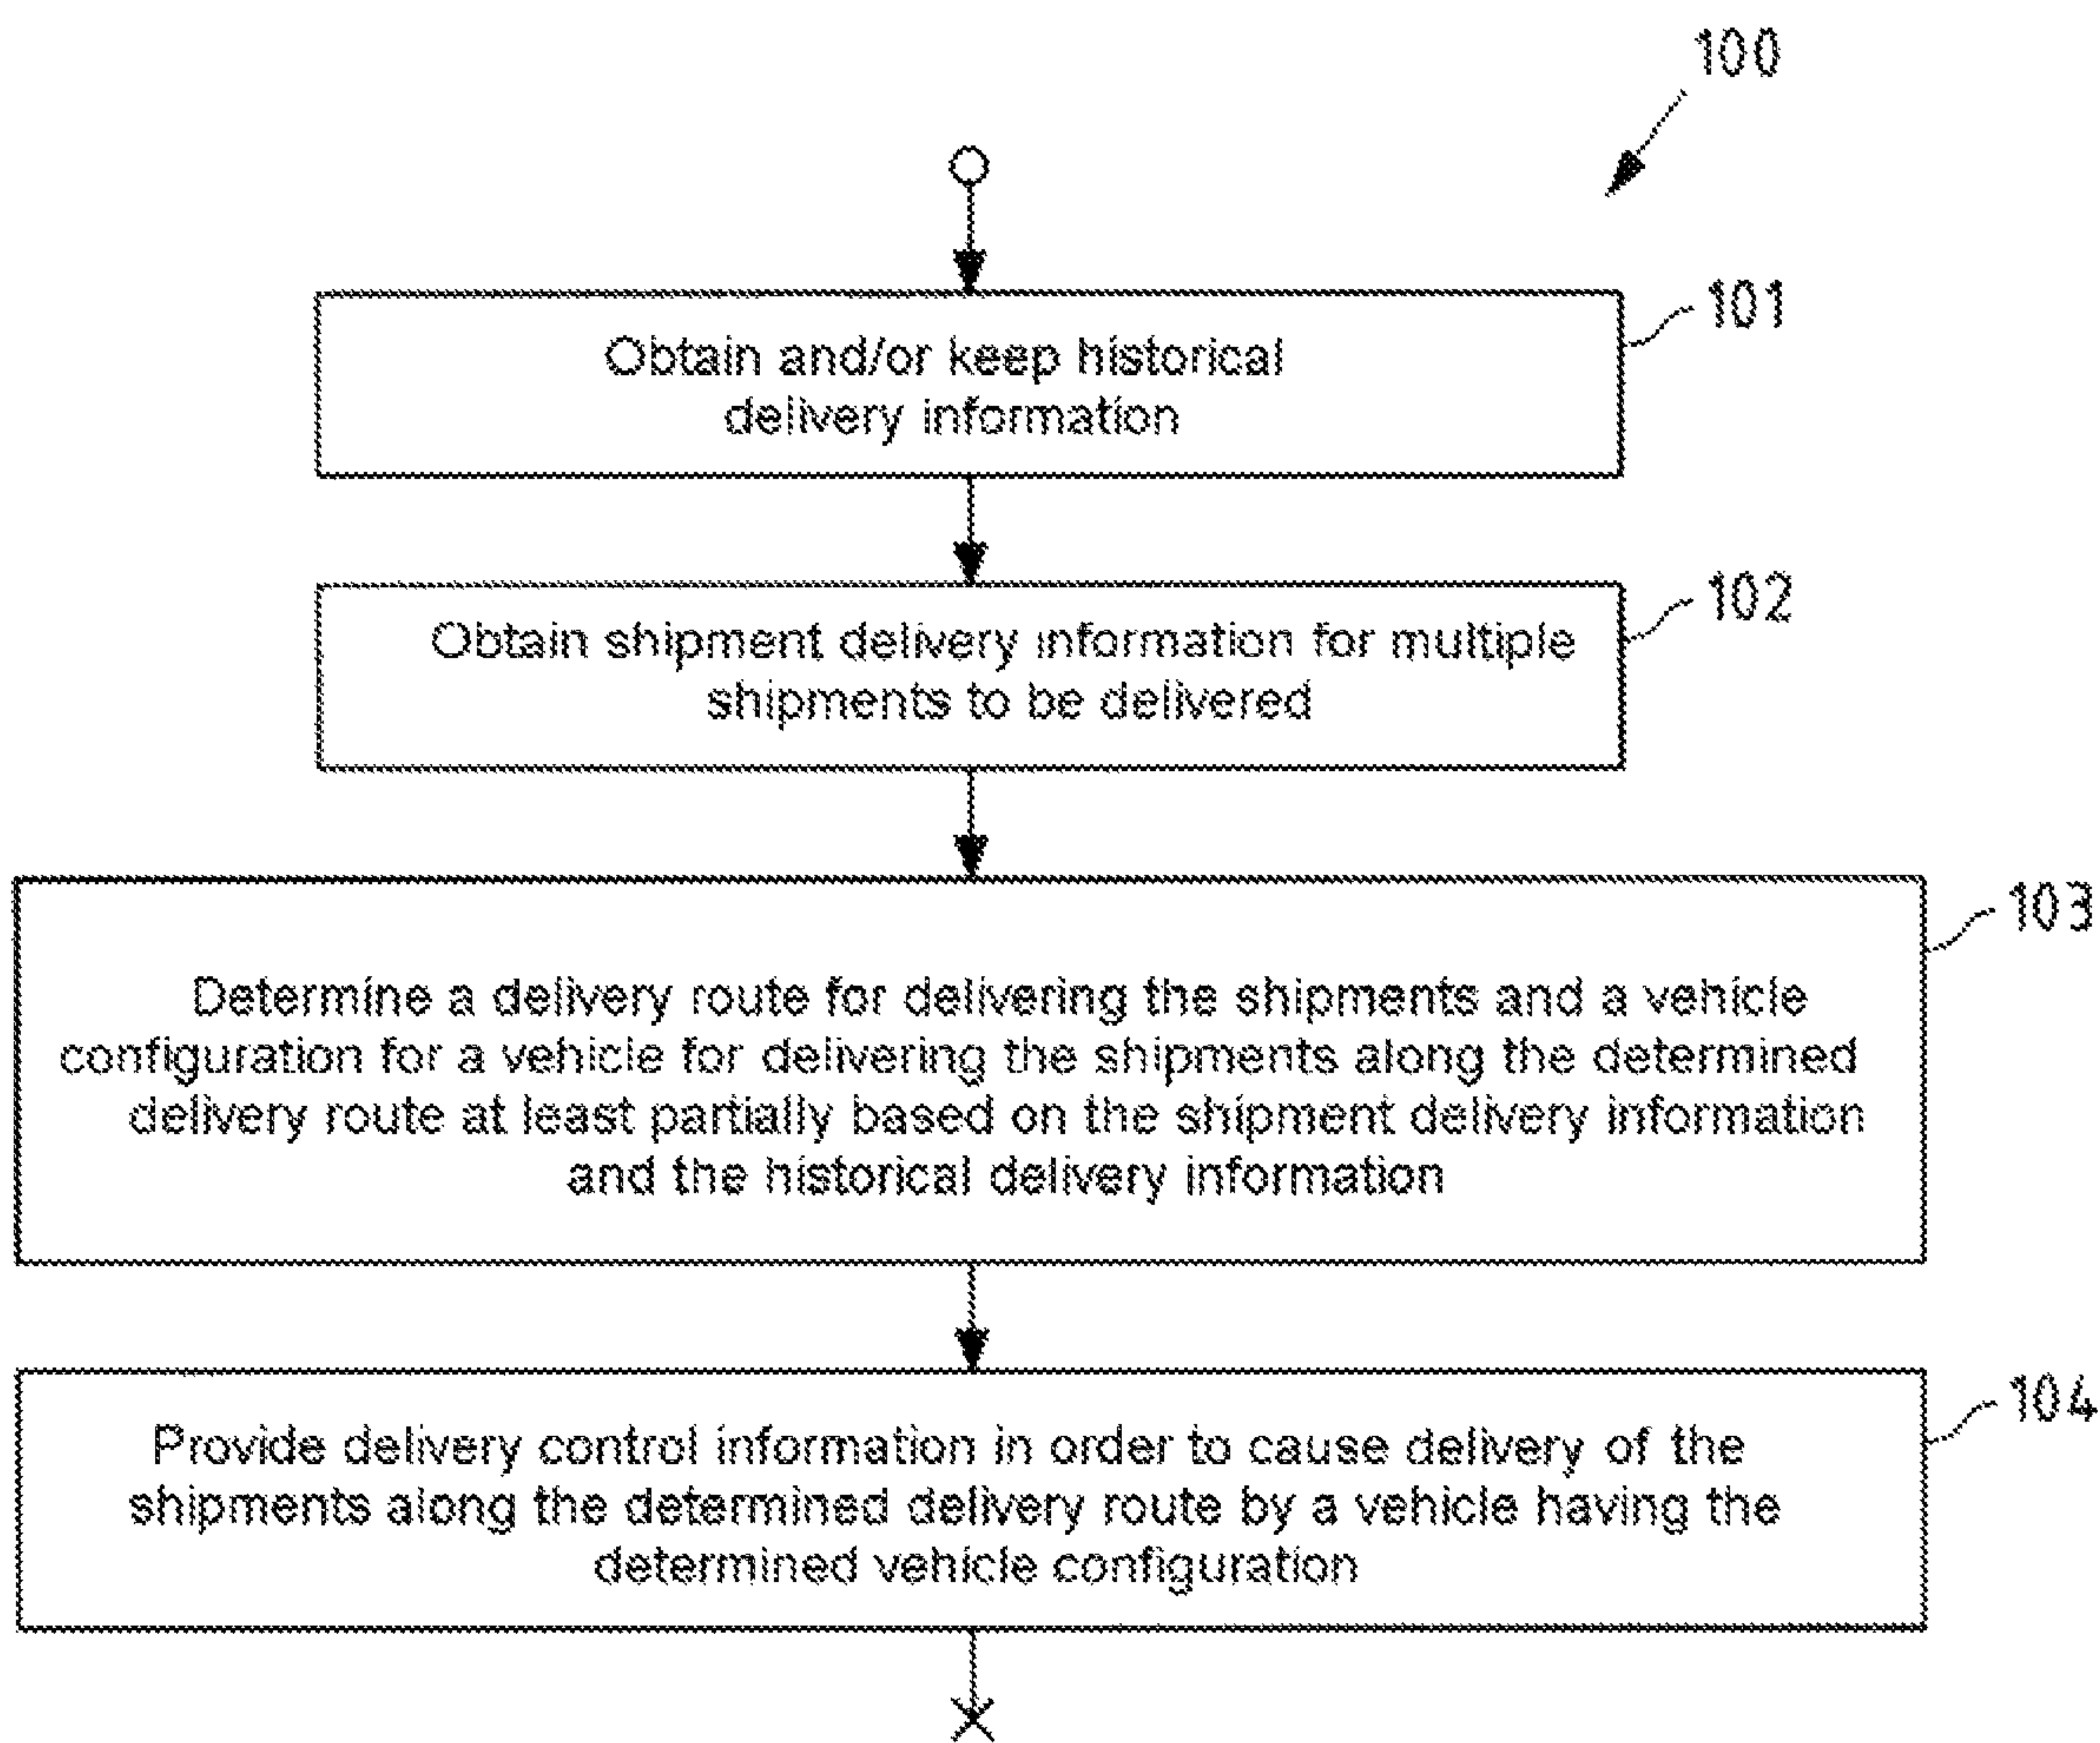 100
Obtain and/or keep historical
delivery information
101
Obtain shipment delivery information for multiple
shipments to be delivered
102
Determine a delivery route for delivering the shipments and a vehicle
configuration for a vehicle for delivering the shipments along the determined
delivery route at least partially based on the shipment delivery information
and the historical delivery information
103
Provide delivery control information in order to cause delivery of the
shipments along the determined delivery route by a vehicle having the
determined vehicle configuration
104